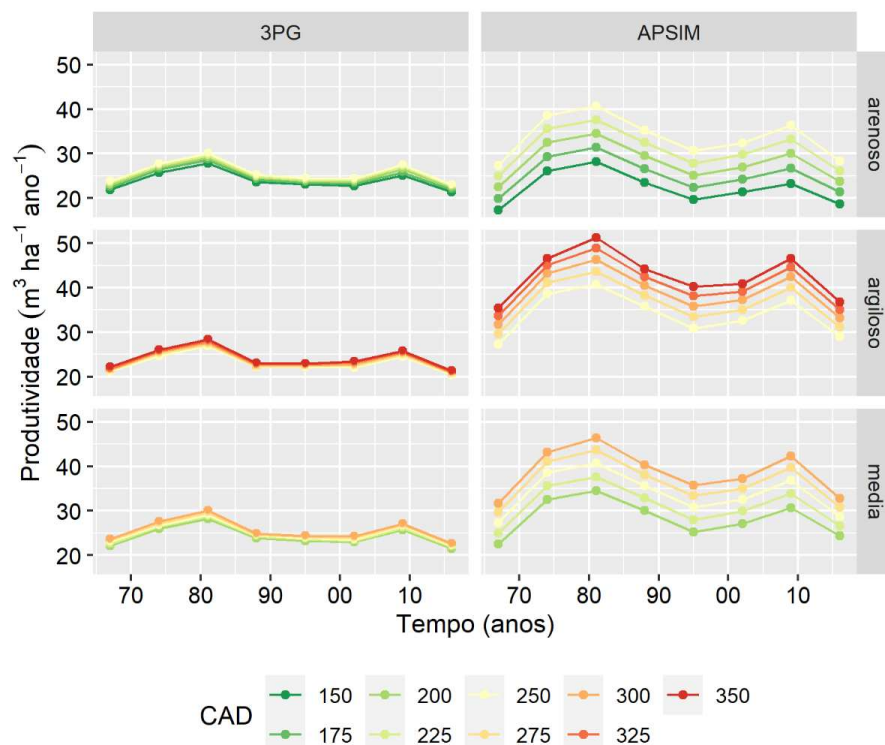 3PG APSIM
50
40
30
20
arenoso
50
40
30
20
argiloso
50
40
30
20
media
Produtividade (m³ ha⁻¹ ano⁻¹)
70 80 90 00 10 70 80 90 00 10
Tempo (anos)
CAD
150 200 250 300 350
175 225 275 325